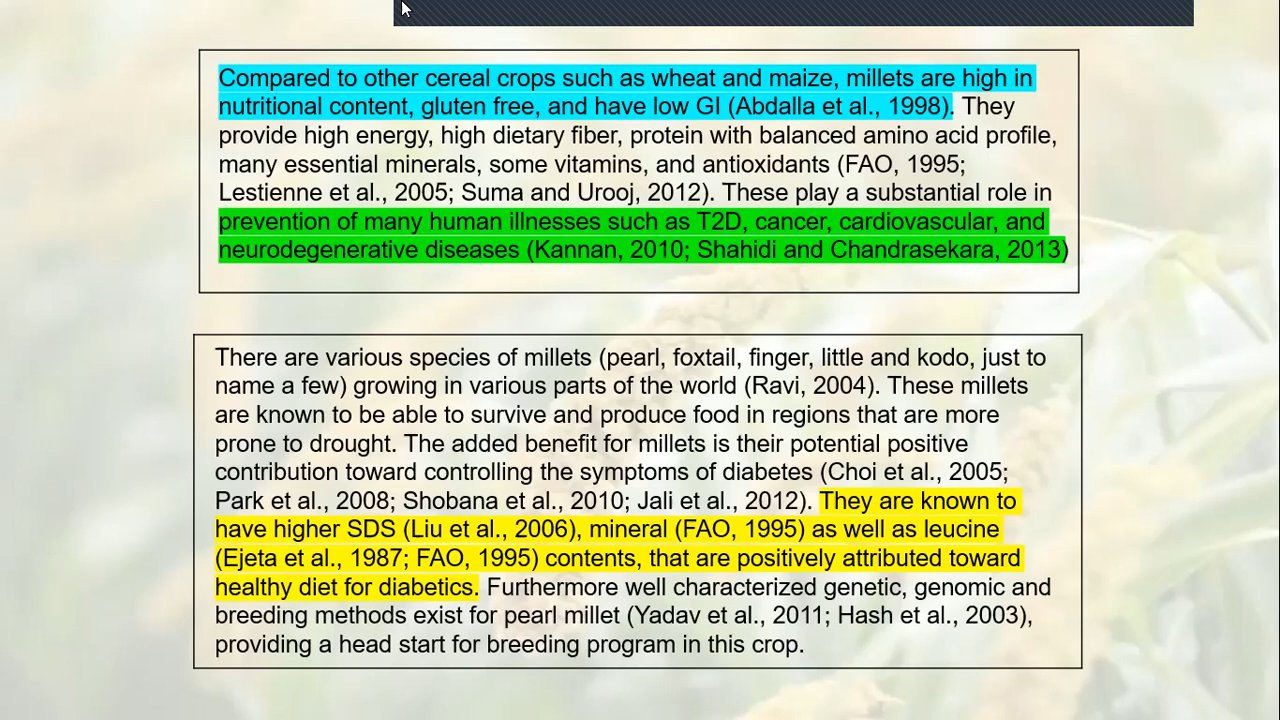 Compared to other cereal crops such as wheat and maize, millets are high in
nutritional content, gluten free, and have low GI (Abdalla et al., 1998). They
provide high energy, high dietary fiber, protein with balanced amino acid profile,
many essential minerals, some vitamins, and antioxidants (FAO, 1995;
Lestienne et al., 2005; Suma and Urooj, 2012). These play a substantial role in
prevention of many human illnesses such as T2D, cancer, cardiovascular, and
neurodegenerative diseases (Kannan, 2010; Shahidi and Chandrasekara, 2013)
There are various species of millets (pearl, foxtail, finger, little and kodo, just to
name a few) growing in various parts of the world (Ravi, 2004). These millets
are known to be able to survive and produce food in regions that are more
prone to drought. The added benefit for millets is their potential positive
contribution toward controlling the symptoms of diabetes (Choi et al., 2005;
Park et al., 2008; Shobana et al., 2010; Jali et al., 2012). They are known to
have higher SDS (Liu et al., 2006), mineral (FAO, 1995) as well as leucine
(Ejeta et al., 1987; FAO, 1995) contents, that are positively attributed toward
healthy diet for diabetics. Furthermore well characterized genetic, genomic and
breeding methods exist for pearl millet (Yadav et al., 2011; Hash et al., 2003),
providing a head start for breeding program in this crop.